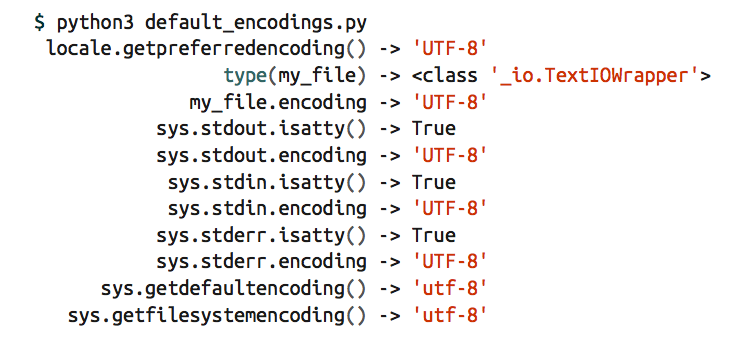 $ python3 default_encodings.py
locale.getpreferredencoding() -> 'UTF-8'
type(my_file) -> <class '_io.TextIOWrapper'>
my_file.encoding -> 'UTF-8'
sys.stdout.isatty() -> True
sys.stdout.encoding -> 'UTF-8'
sys.stdin.isatty() -> True
sys.stdin.encoding -> 'UTF-8'
sys.stderr.isatty() -> True
sys.stderr.encoding -> 'UTF-8'
sys.getdefaultencoding() -> 'utf-8'
sys.getfilesystemencoding() -> 'utf-8'